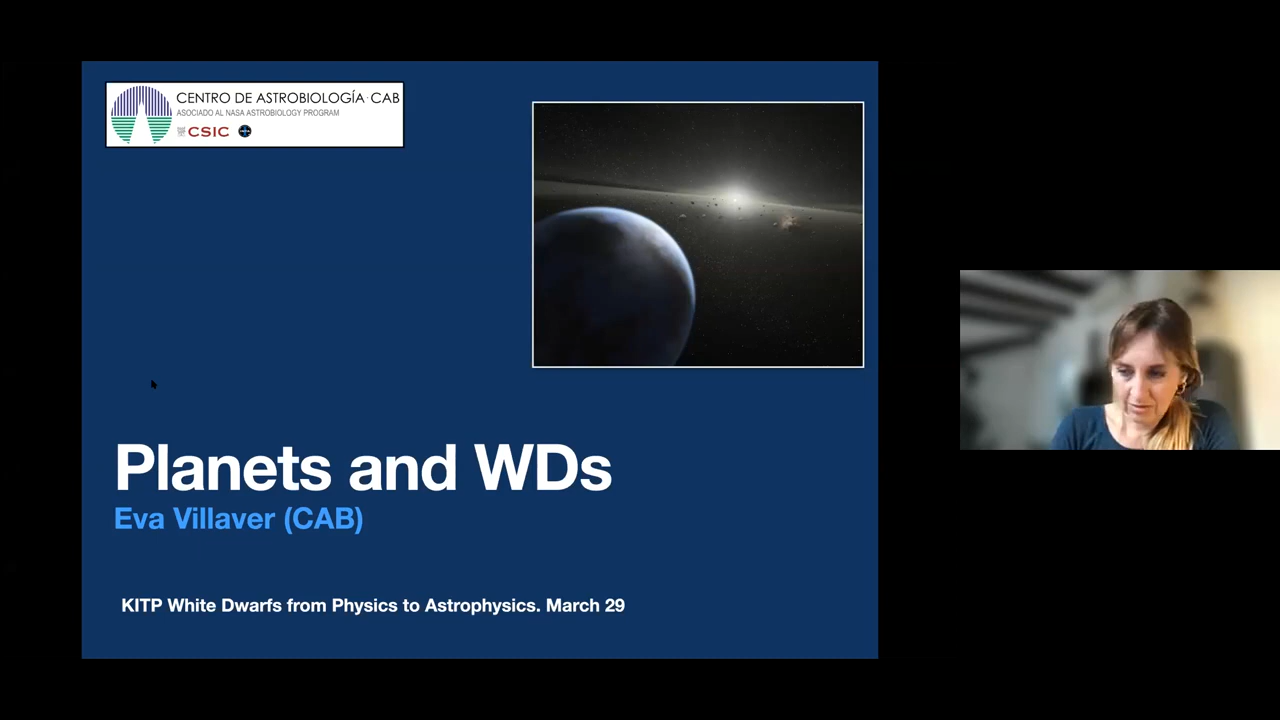 CENTRO DE ASTROBIOLOGÍA · CAB
ASOCIADO AL NASA ASTROBIOLOGY PROGRAM
CSIC
Planets and WDs
Eva Villaver (CAB)
KITP White Dwarfs from Physics to Astrophysics. March 29